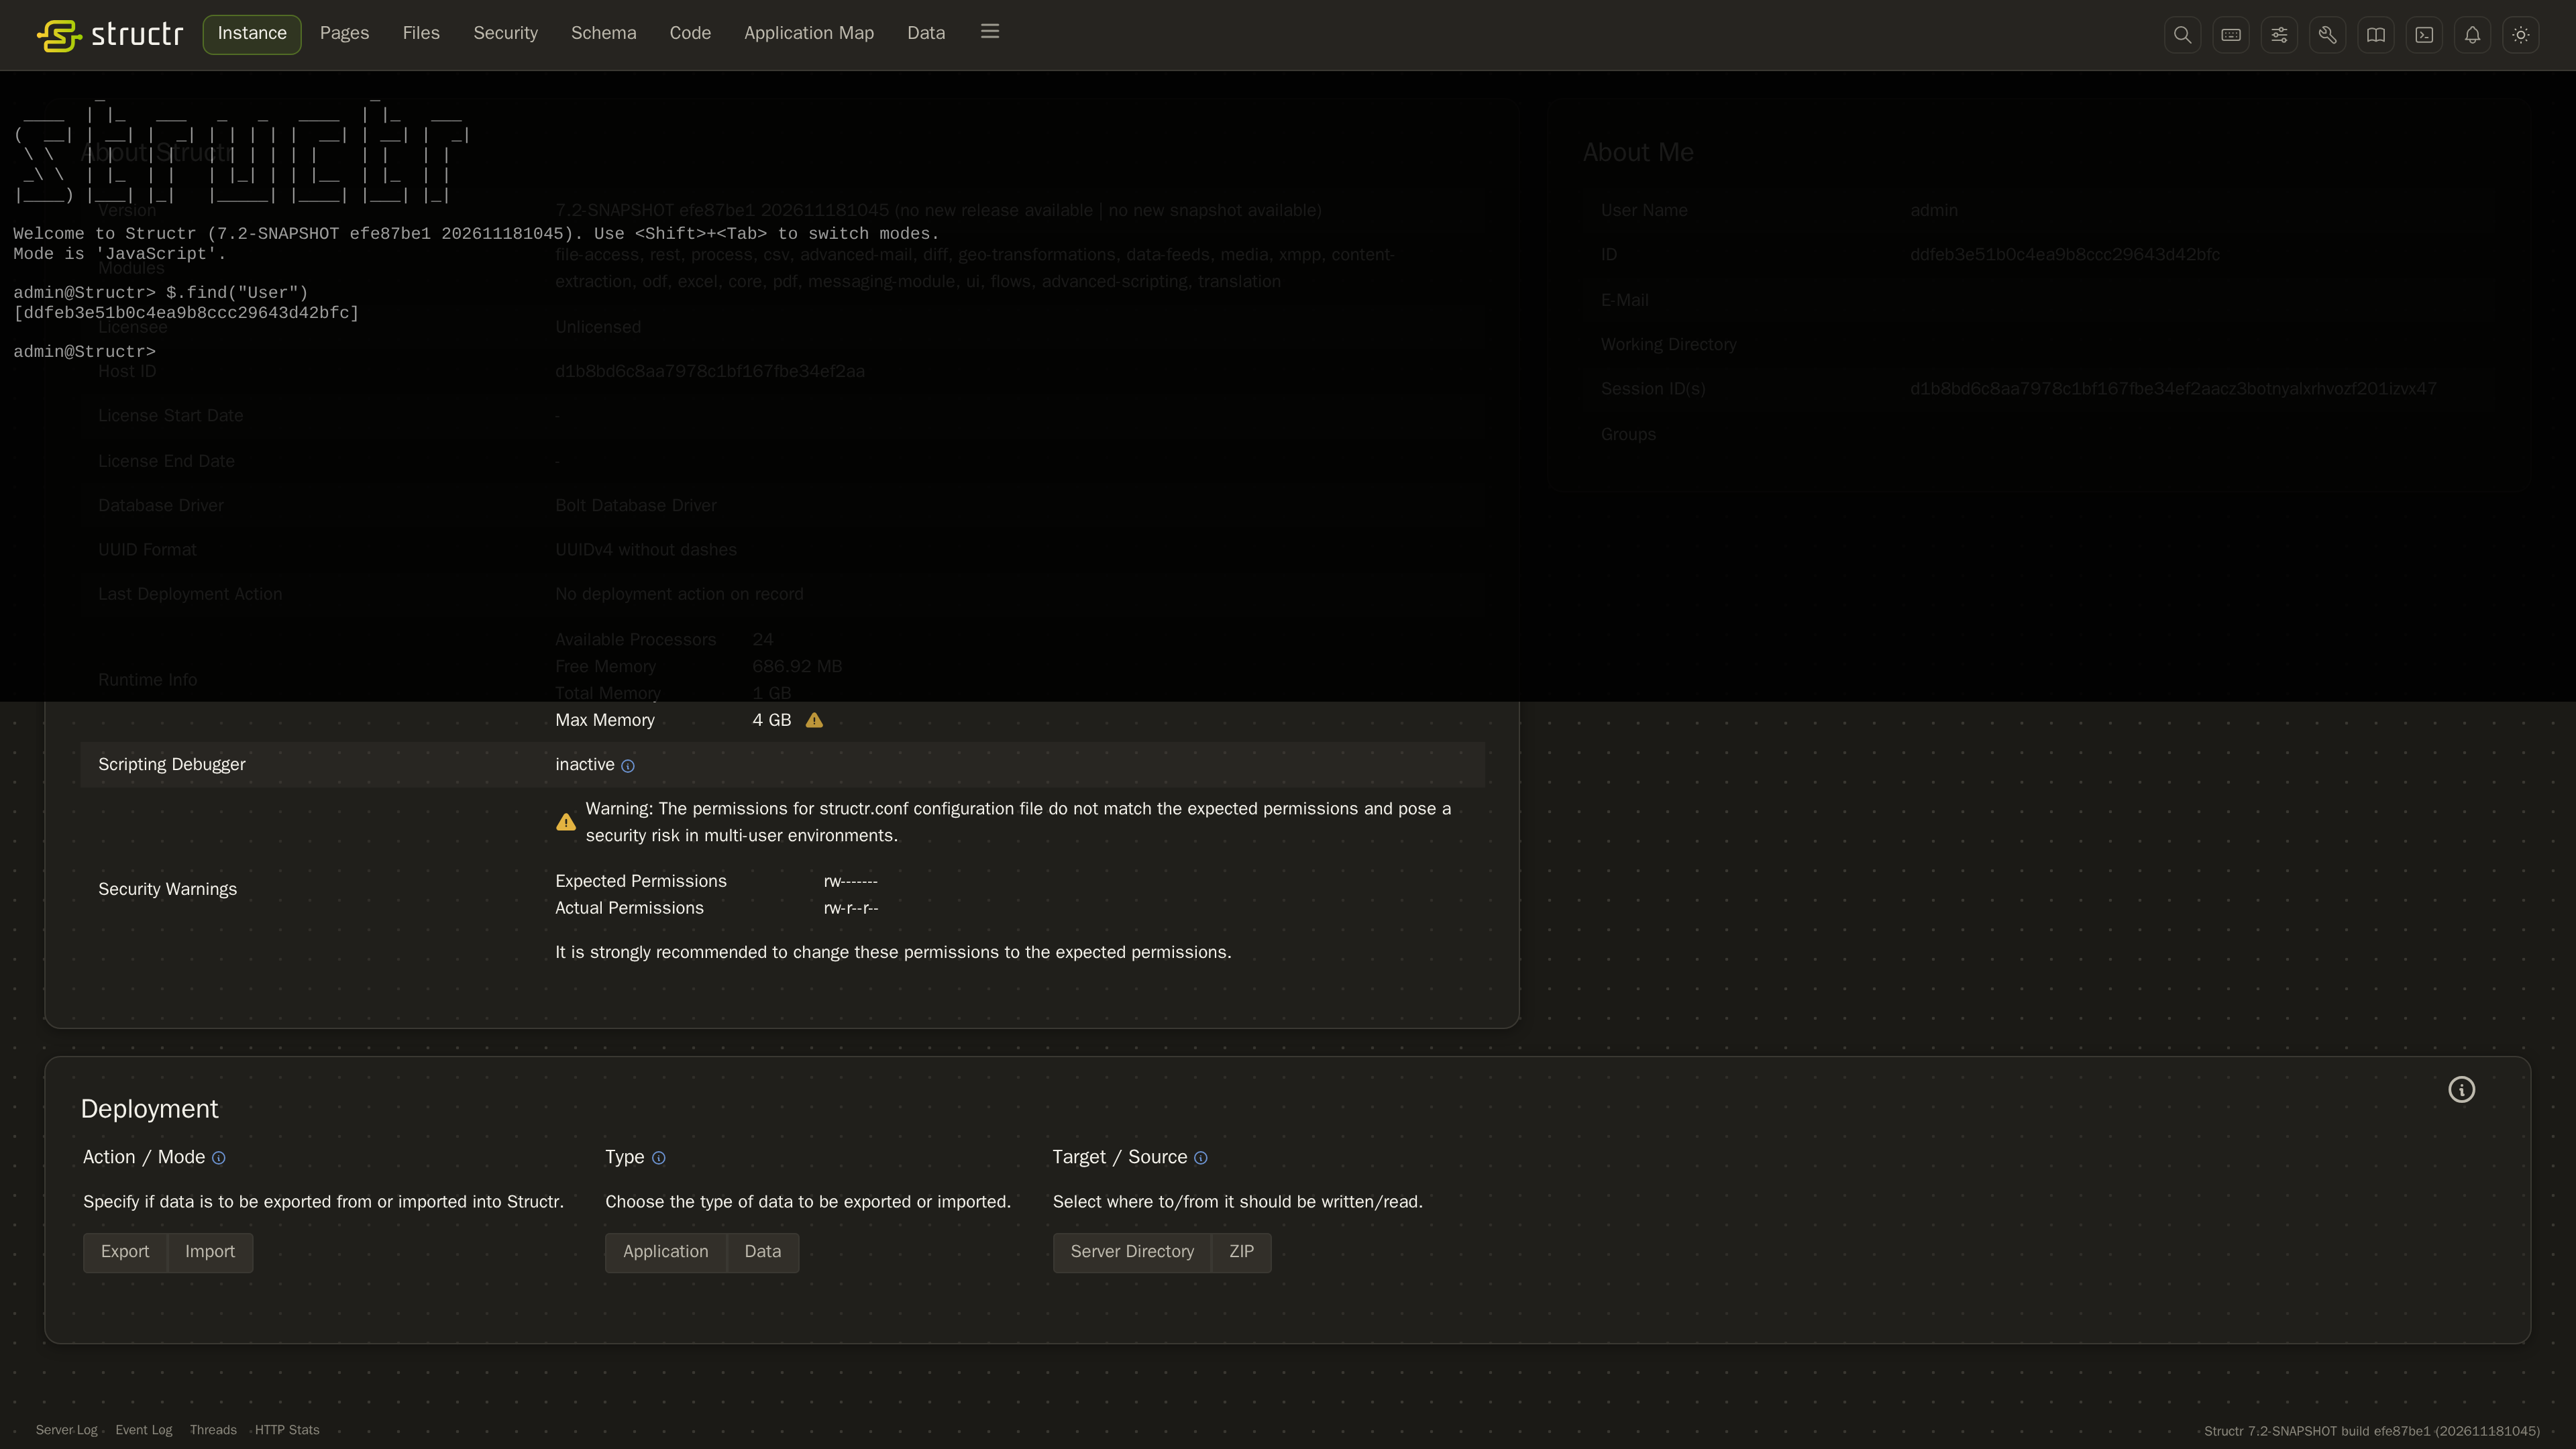 structr
Instance
Pages
Files
Security
Schema
Code
Application Map
Data
About Structr
Version
7.2-SNAPSHOT efe87be1 202611181045 (no new release available | no new snapshot available)
Welcome to Structr (7.2-SNAPSHOT efe87be1 202611181045). Use <Shift>+<Tab> to switch modes.
Mode is 'JavaScript'.
Modules
file-access, rest, process, csv, advanced-mail, diff, geo-transformations, data-feeds, media, xmpp, content-
extraction, odf, excel, core, pdf, messaging-module, ui, flows, advanced-scripting, translation
admin@Structr> $.find("User")
[ddfeb3e51b0c4ea9b8ccc29643d42bfc]
Licensee
Unlicensed
admin@Structr>
Host ID
d1b8bd6c8aa7978c1bf167fbe34ef2aa
License Start Date
-
License End Date
-
Database Driver
Bolt Database Driver
UUID Format
UUIDv4 without dashes
Last Deployment Action
No deployment action on record
Runtime Info
Available Processors 24
Free Memory 686.92 MB
Total Memory 1 GB
Max Memory 4 GB
Scripting Debugger
inactive
Security Warnings
Warning: The permissions for structr.conf configuration file do not match the expected permissions and pose a
security risk in multi-user environments.
Expected Permissions rw-------
Actual Permissions rw-r--r--
It is strongly recommended to change these permissions to the expected permissions.
About Me
User Name
admin
ID
ddfeb3e51b0c4ea9b8ccc29643d42bfc
E-Mail
Working Directory
Session ID(s)
d1b8bd6c8aa7978c1bf167fbe34ef2aacz3botnyalxrhvozf201izvx47
Groups
Deployment
Action / Mode
Specify if data is to be exported from or imported into Structr.
Export
Import
Type
Choose the type of data to be exported or imported.
Application
Data
Target / Source
Select where to/from it should be written/read.
Server Directory
ZIP
Server Log
Event Log
Threads
HTTP Stats
Structr 7.2-SNAPSHOT build efe87be1 (202611181045)